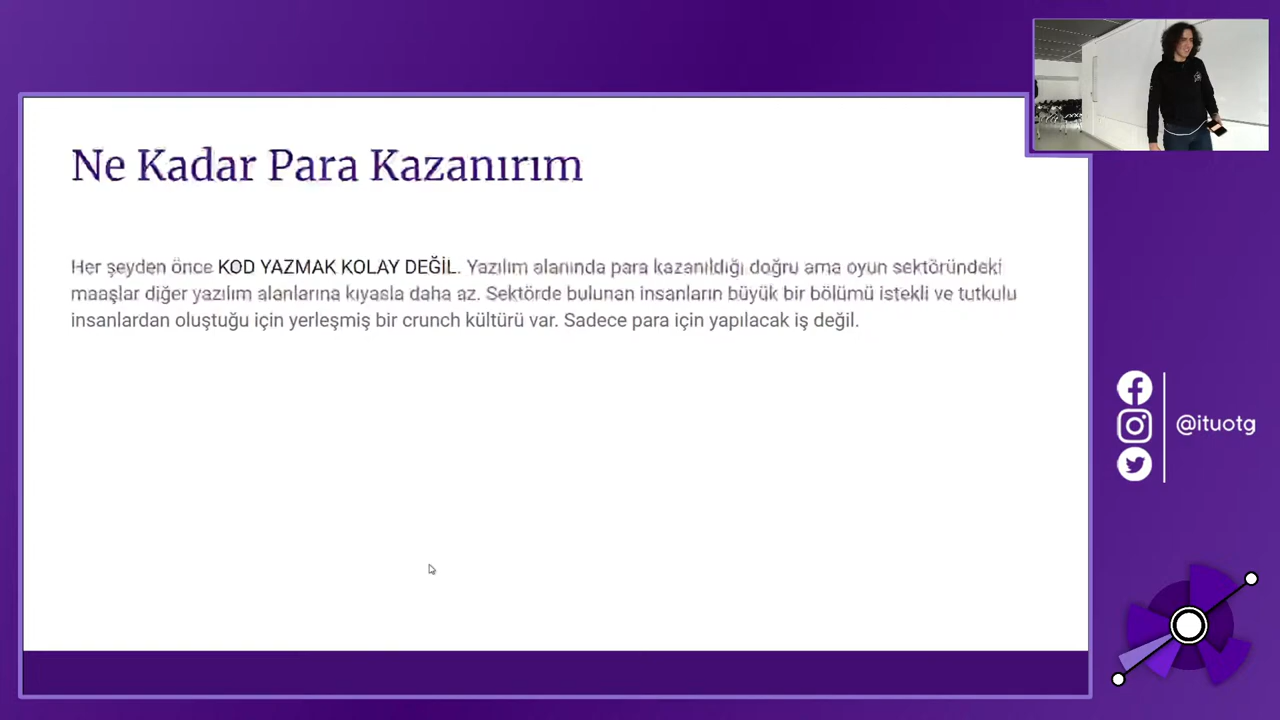 Ne Kadar Para Kazanırım
Her şeyden önce KOD YAZMAK KOLAY DEĞİL. Yazılım alanında para kazanıldığı doğru ama oyun sektöründeki
maaşlar diğer yazılım alanlarına kıyasla daha az. Sektörde bulunan insanların büyük bir bölümü istekli ve tutkulu
insanlardan oluştuğu için yerleşmiş bir crunch kültürü var. Sadece para için yapılacak iş değil.
@ituotg